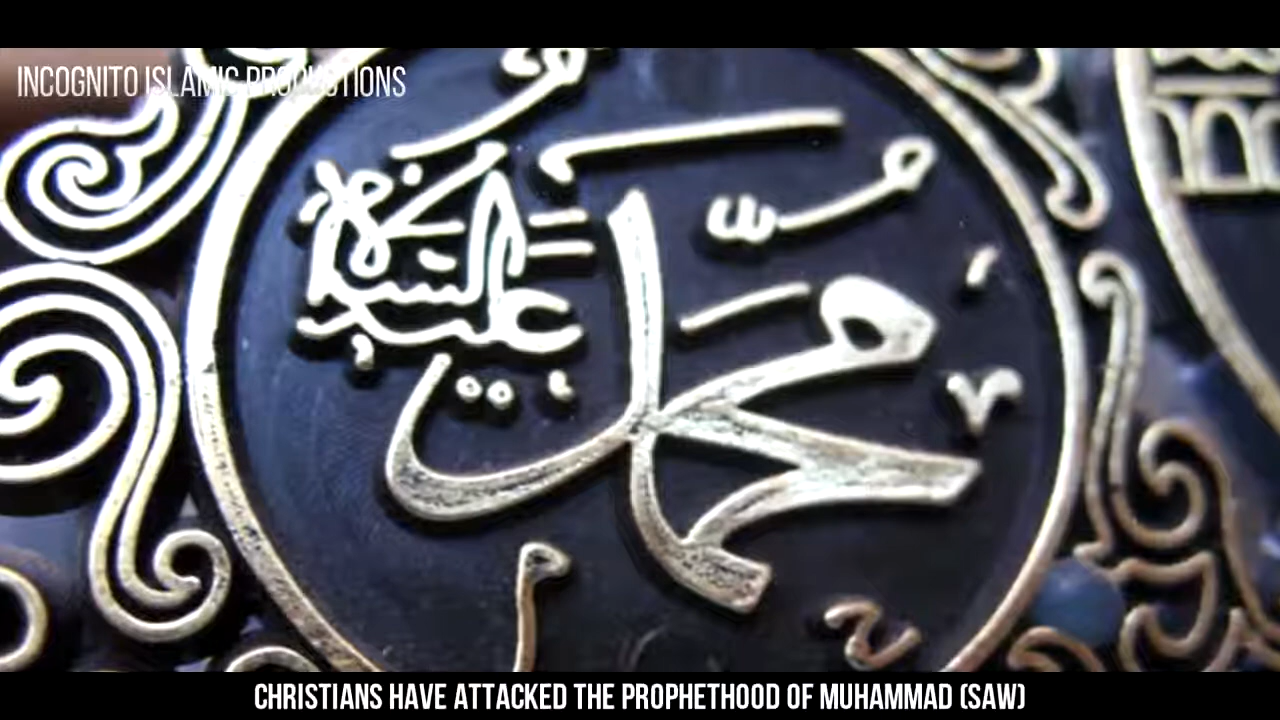 INCOGNITO ISLAMIC PRODUCTIONS
محمد
عليه السلام
CHRISTIANS HAVE ATTACKED THE PROPHETHOOD OF MUHAMMAD (SAW)